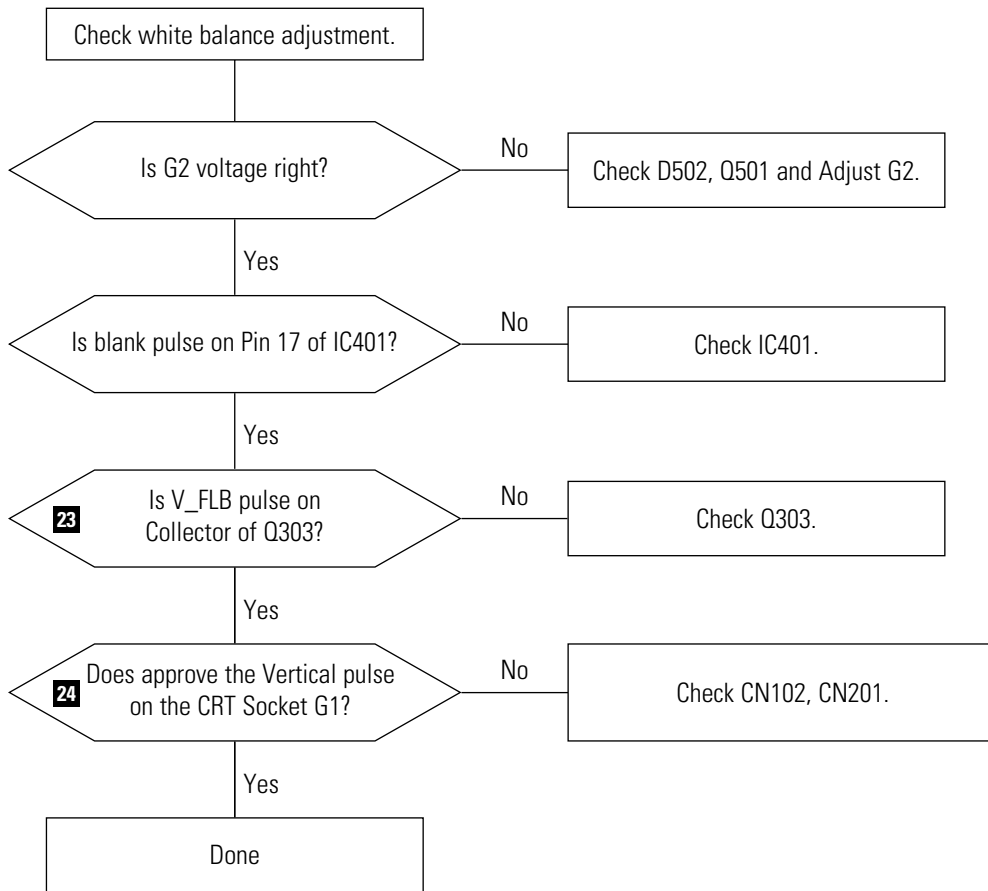 Check white balance adjustment.
Is G2 voltage right?
No
Check D502, Q501 and Adjust G2.
Yes
Is blank pulse on Pin 17 of IC401?
No
Check IC401.
Yes
23
Is V_FLB pulse on
Collector of Q303?
No
Check Q303.
Yes
24
Does approve the Vertical pulse
on the CRT Socket G1?
No
Check CN102, CN201.
Yes
Done